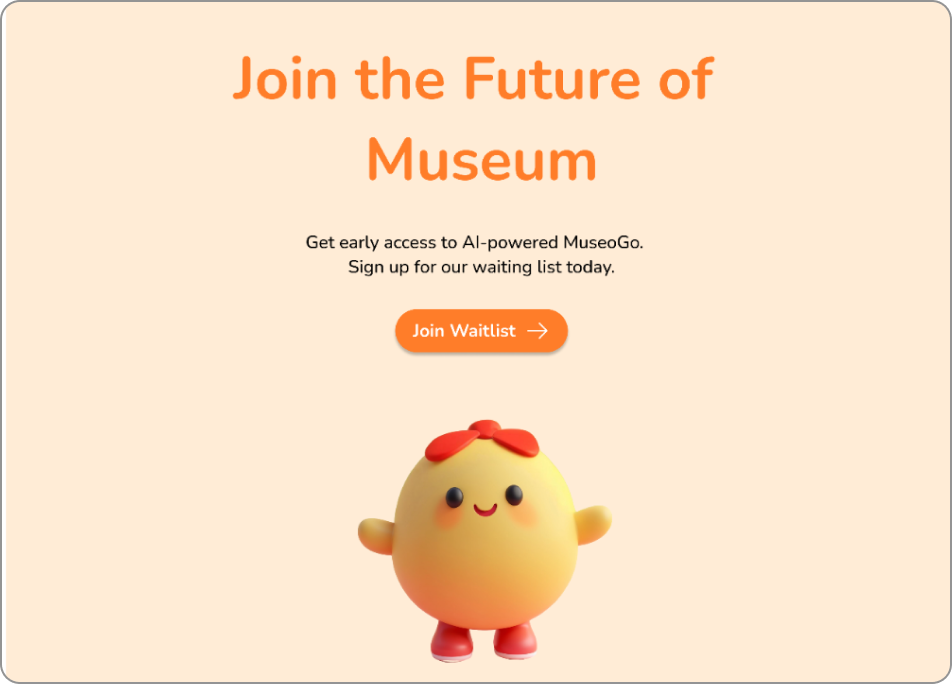 Join the Future of
Museum
Get early access to AI-powered MuseoGo.
Sign up for our waiting list today.
Join Waitlist